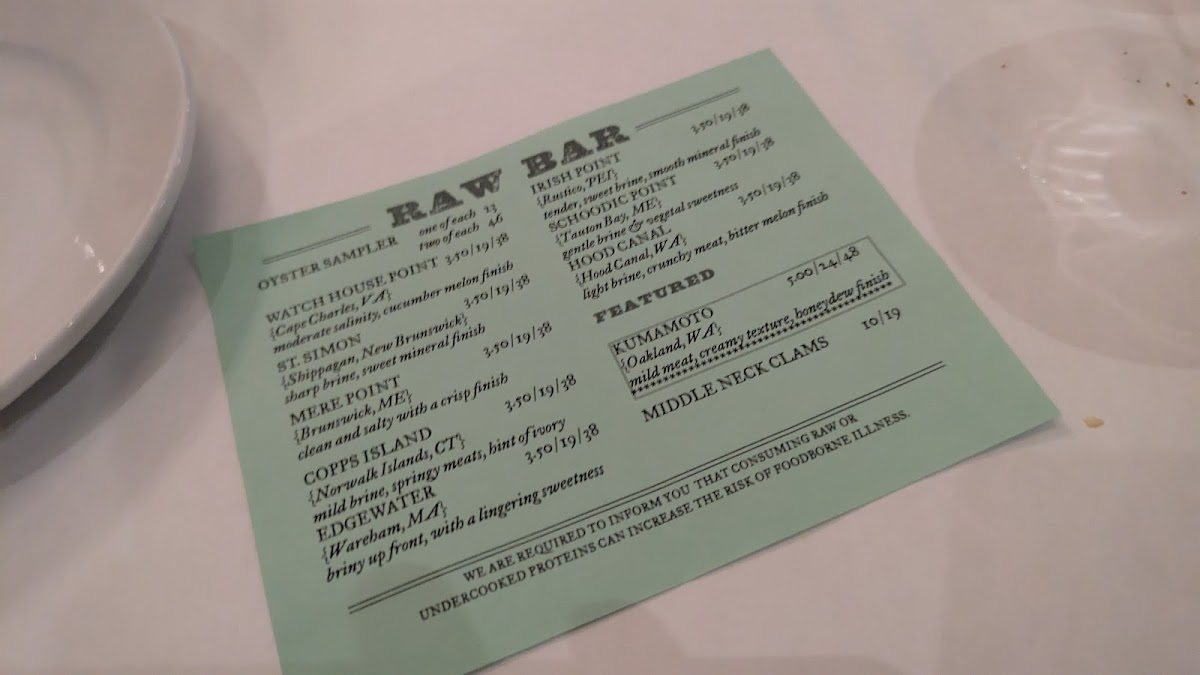 RAW BAR
OYSTER SAMPLER one of each 23
two of each 46
WATCH HOUSE POINT 3.50/19/38
{Cape Charles, VA}
moderate salinity, cucumber melon finish
ST. SIMON 3.50/19/38
{Shippagan, New Brunswick}
sharp brine, sweet mineral finish
MERE POINT 3.50/19/38
{Brunswick, ME}
clean and salty with a crisp finish
COPPS ISLAND 3.50/19/38
{Norwalk Islands, CT}
mild brine, springy meats, hint of ivory
EDGEWATER 3.50/19/38
{Wareham, MA}
briny up front, with a lingering sweetness
IRISH POINT 3.50/19/38
{Rustico, PEI}
tender, sweet brine, smooth mineral finish
SCHOODIC POINT 3.50/19/38
{Tauton Bay, ME}
gentle brine & vegetal sweetness
HOOD CANAL 3.50/19/38
{Hood Canal, WA}
light brine, crunchy meat, bitter melon finish
FEATURED
KUMAMOTO 5.00/24/48
{Oakland, WA}
mild meat, creamy texture, honeydew finish
MIDDLE NECK CLAMS 10/19
WE ARE REQUIRED TO INFORM YOU THAT CONSUMING RAW OR
UNDERCOOKED PROTEINS CAN INCREASE THE RISK OF FOODBORNE ILLNESS.